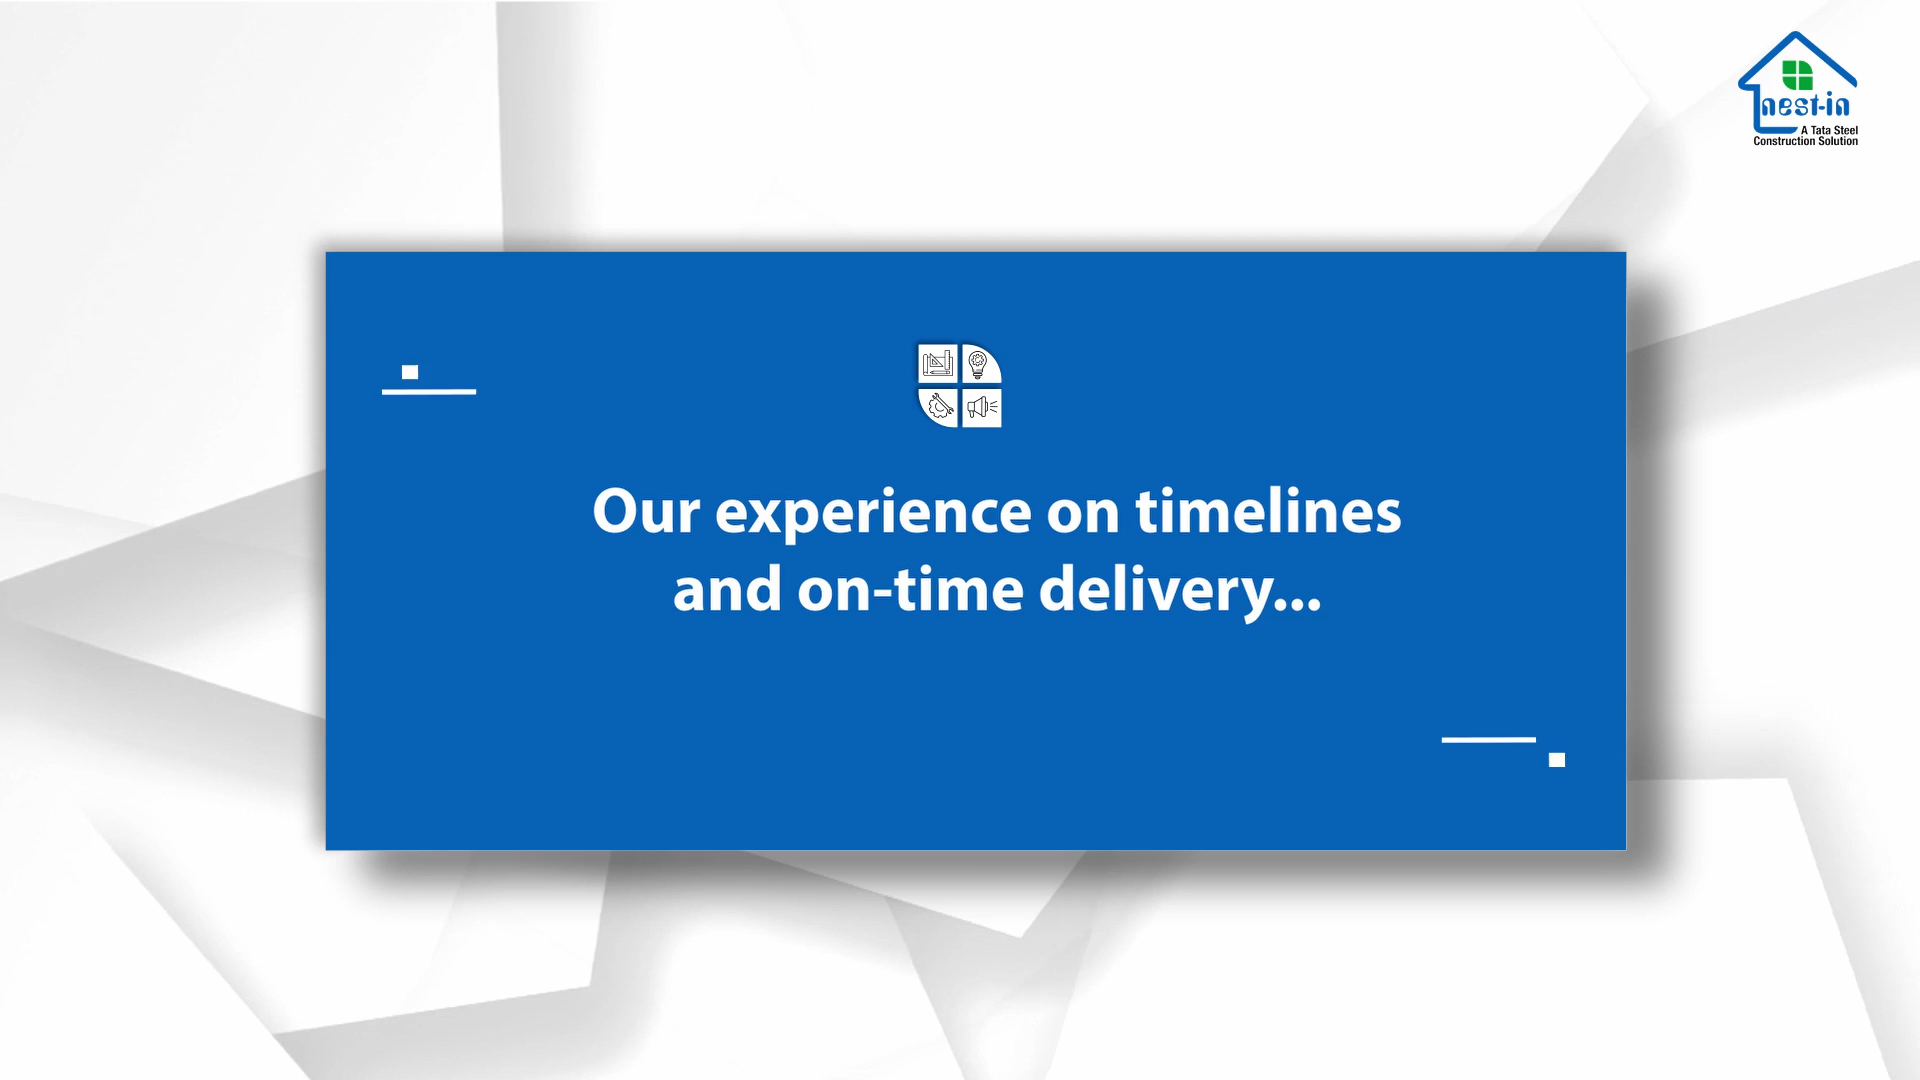 nest-in
A Tata Steel
Construction Solution
Our experience on timelines
and on-time delivery...